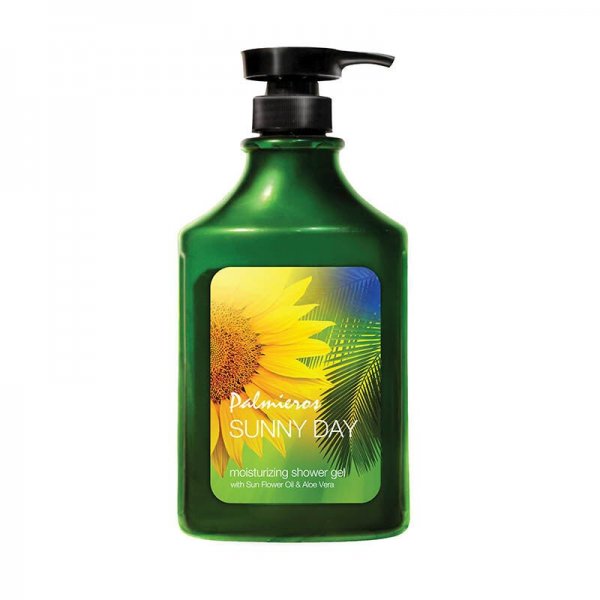 Palmieros
SUNNY DAY
moisturizing shower gel
with Sun Flower Oil & Aloe Vera